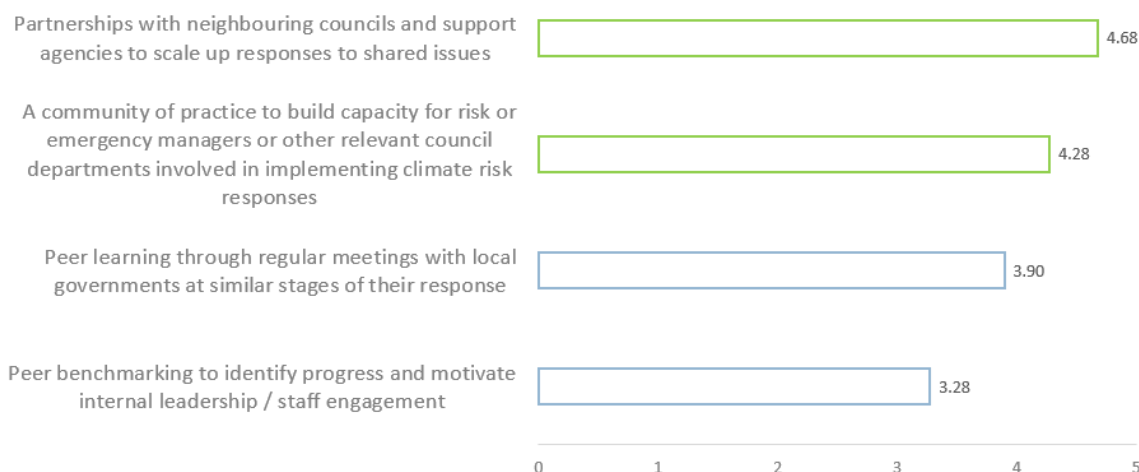 Partnerships with neighbouring councils and support
agencies to scale up responses to shared issues
4.68
A community of practice to build capacity for risk or
emergency managers or other relevant council
departments involved in implementing climate risk
responses
4.28
Peer learning through regular meetings with local
governments at similar stages of their response
3.90
Peer benchmarking to identify progress and motivate
internal leadership / staff engagement
3.28
0 1 2 3 4 5